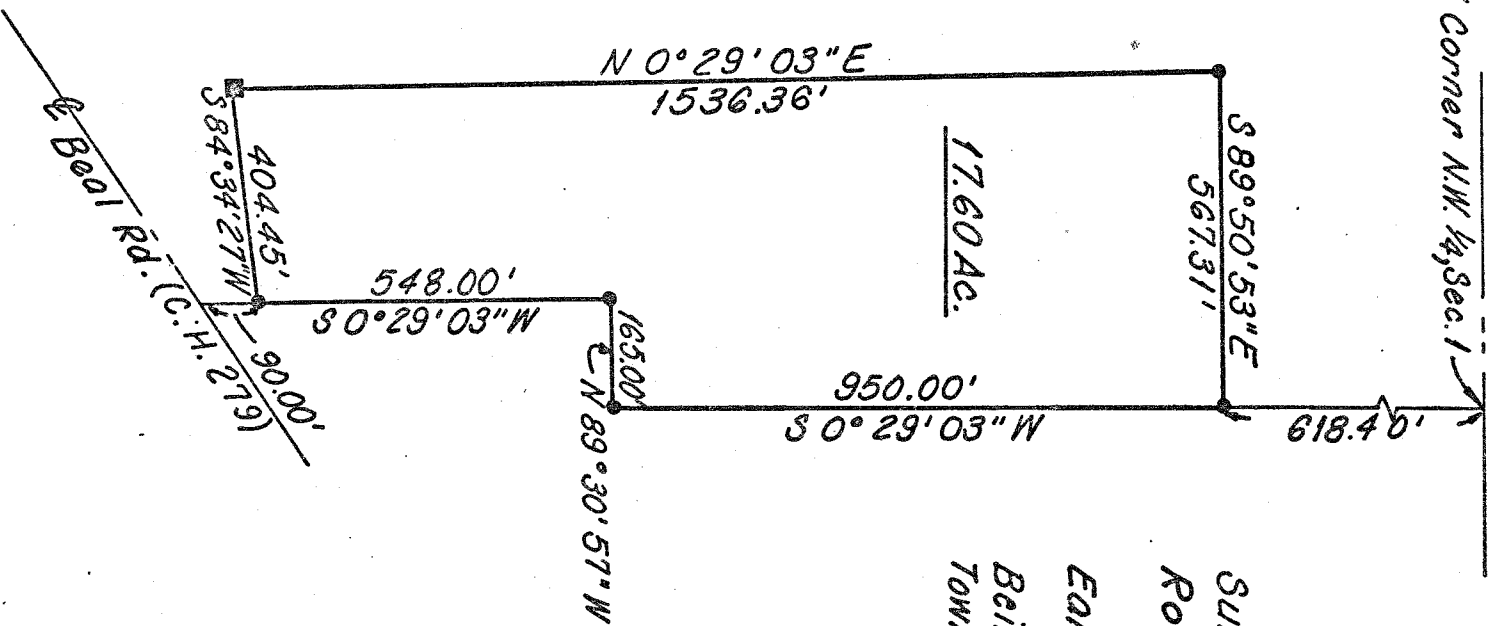 Corner N.W. 1/4, Sec. 1
N 0° 29' 03" E
1536.36'
S 89° 50' 53" E
567.31'
17.60 Ac.
404.45'
S 84° 34' 27" W
548.00'
S 0° 29' 03" W
165.00'
N 89° 30' 57" W
950.00'
S 0° 29' 03" W
618.40'
90.00'
℄ Beal Rd. (C.H. 279)